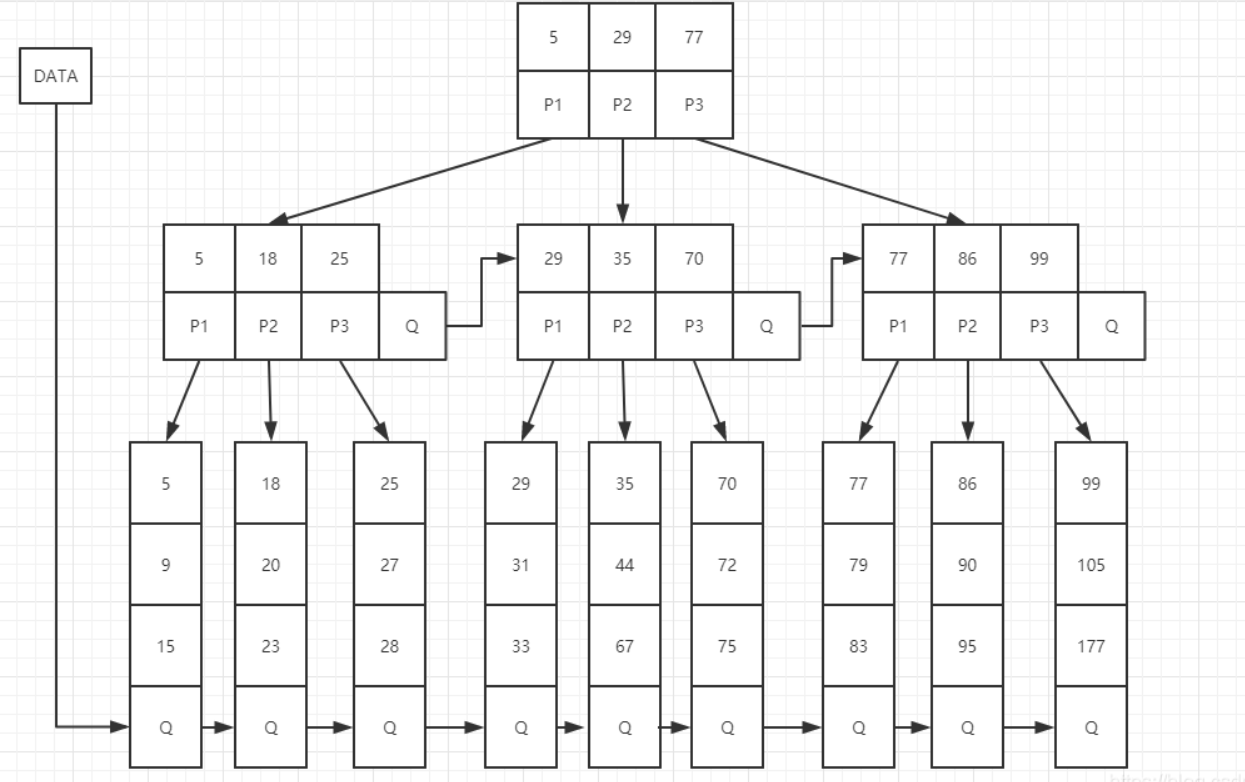 5 29 77
DATA
P1 P2 P3
5 18 25 29 35 70 77 86 99
P1 P2 P3 Q P1 P2 P3 Q P1 P2 P3 Q
5 18 25 29 35 70 77 86 99
9 20 27 31 44 72 79 90 105
15 23 28 33 67 75 83 95 177
Q Q Q Q Q Q Q Q Q